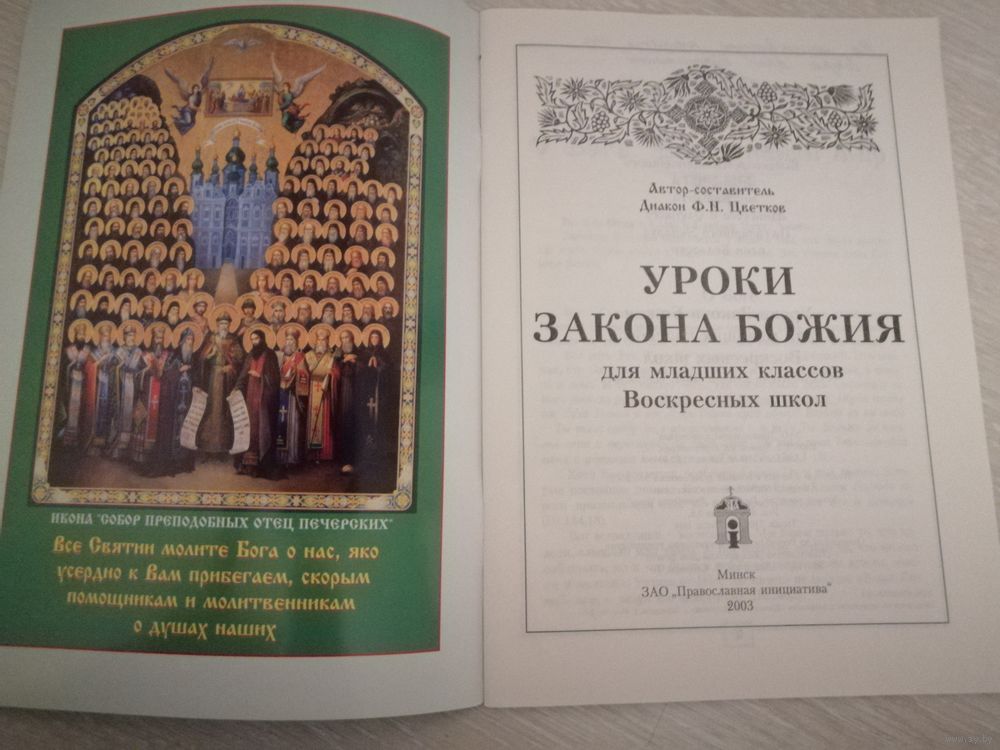 ИКОНА "СОБОР ПРЕПОДОБНЫХ ОТЕЦ ПЕЧЕРСКИХ"
Все Святии молите Бога о нас, яко
усердно к Вам прибегаем, скорым
помощникам и молитвенникам
о душах наших
Автор-составитель
Диакон Ф.Н. Цветков
УРОКИ
ЗАКОНА БОЖИЯ
для младших классов
Воскресных школ
Минск
ЗАО „Православная инициатива"
2003